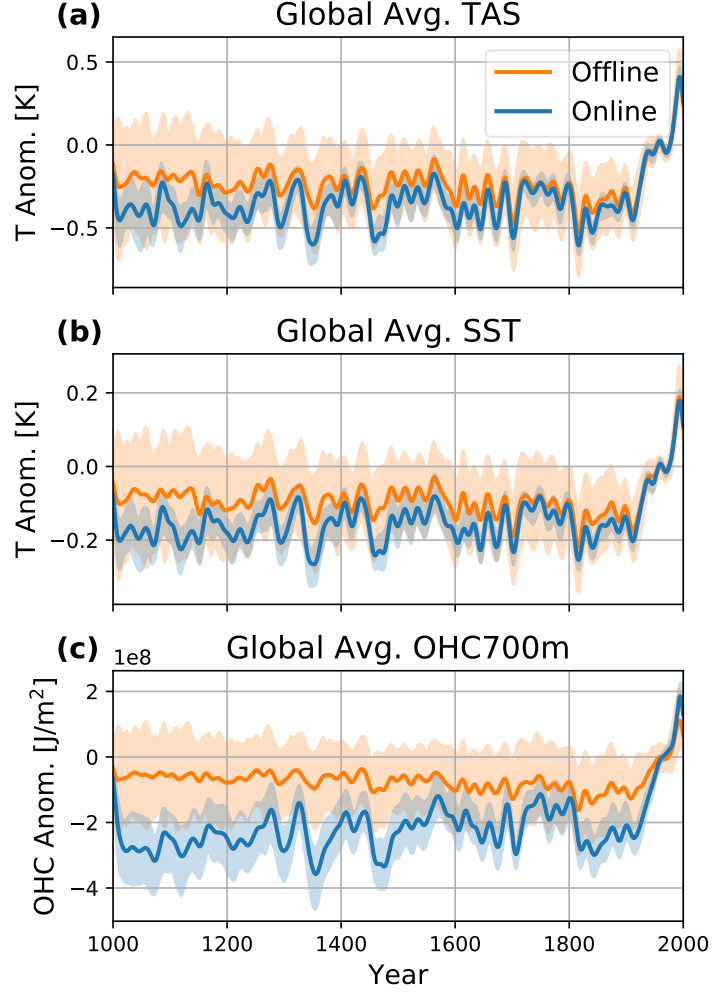 (a) Global Avg. TAS
T Anom. [K]
0.5
0.0
−0.5
Offline
Online
(b) Global Avg. SST
T Anom. [K]
0.2
0.0
−0.2
(c) 1e8 Global Avg. OHC700m
OHC Anom. [J/m²]
2
0
−2
−4
1000 1200 1400 1600 1800 2000
Year